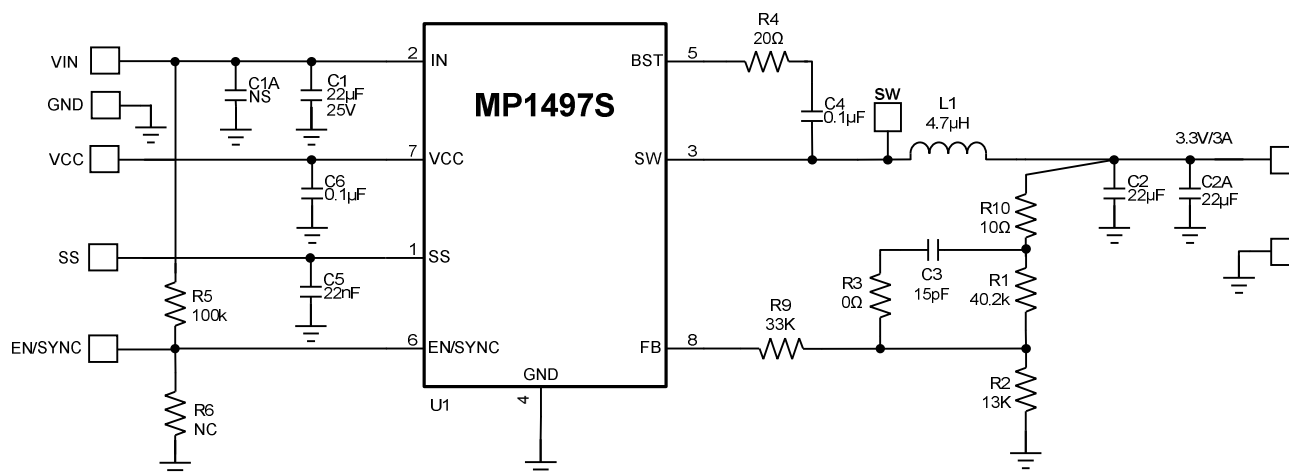 VIN
GND
VCC
SS
EN/SYNC
C1A
NS
C1
22µF
25V
C6
0.1µF
C5
22nF
R5
100k
R6
NC
2
7
1
6
IN
VCC
SS
EN/SYNC
MP1497S
BST
SW
FB
GND
4
U1
5
3
8
R4
20Ω
C4
0.1µF
SW
L1
4.7µH
3.3V/3A
C2
22µF
C2A
22µF
R10
10Ω
C3
15pF
R3
0Ω
R1
40.2k
R9
33K
R2
13K